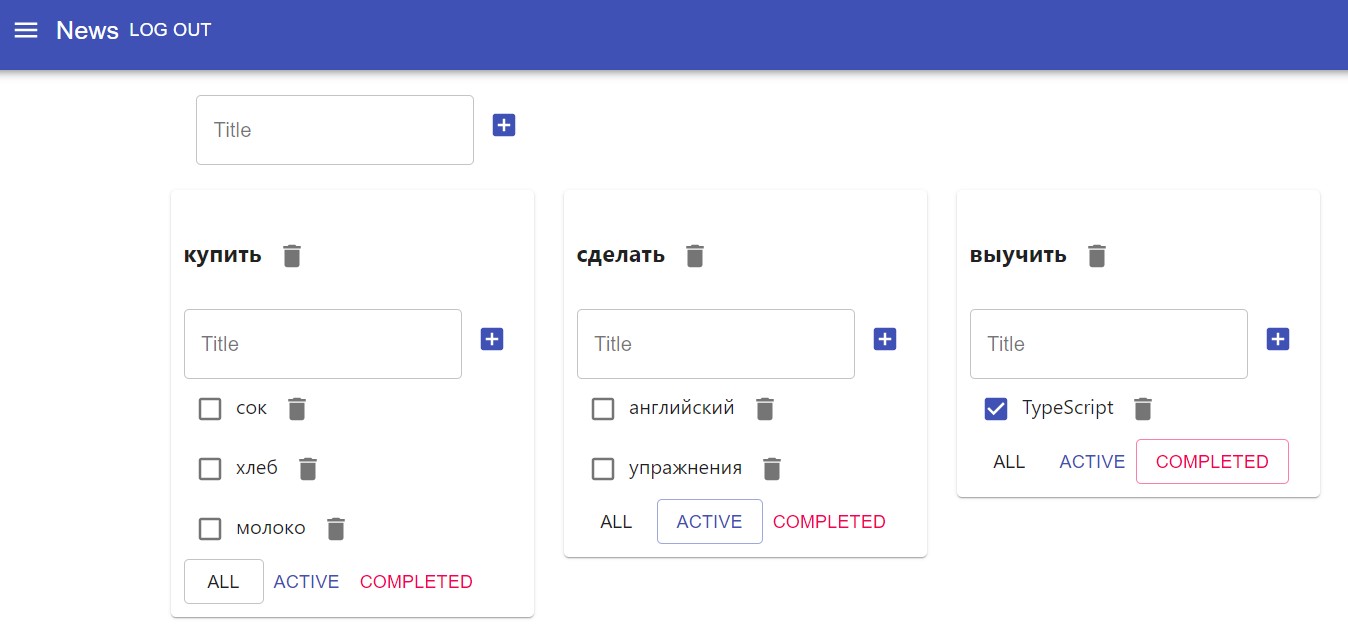 News LOG OUT
Title
купить
Title
сок
хлеб
молоко
ALL ACTIVE COMPLETED
сделать
Title
английский
упражнения
ALL ACTIVE COMPLETED
выучить
Title
TypeScript
ALL ACTIVE COMPLETED